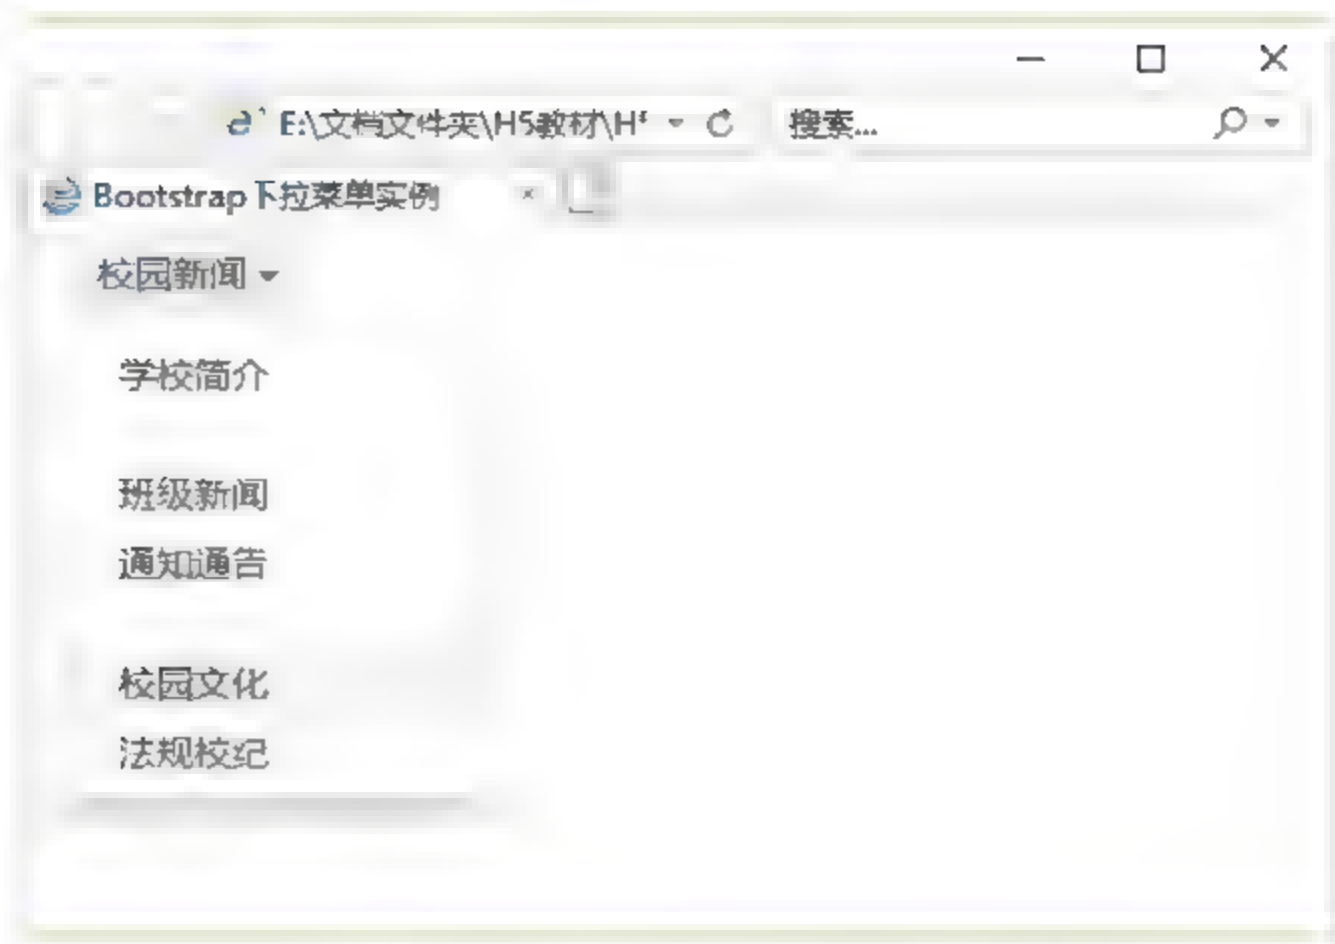 E:\文档文件夹\H5教材\H 搜索...
Bootstrap 下拉菜单实例
校园新闻
学校简介
班级新闻
通知通告
校园文化
法规校纪